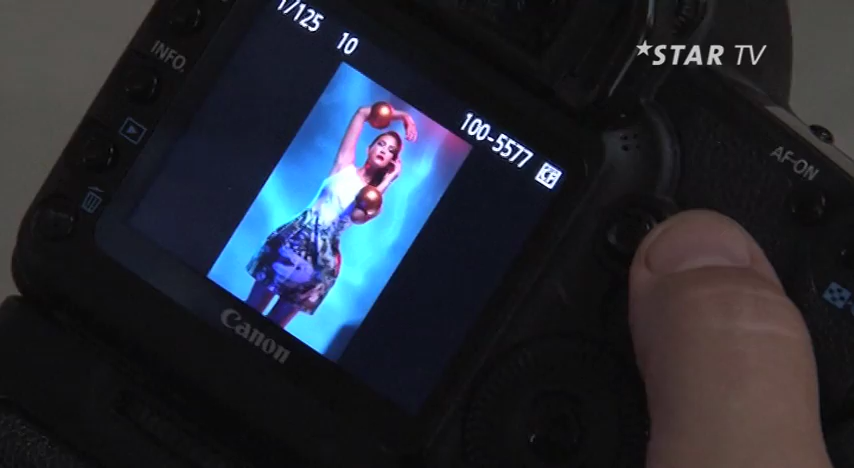 1/125 10
100-5577
INFO.
Canon
AF-ON
★STAR TV